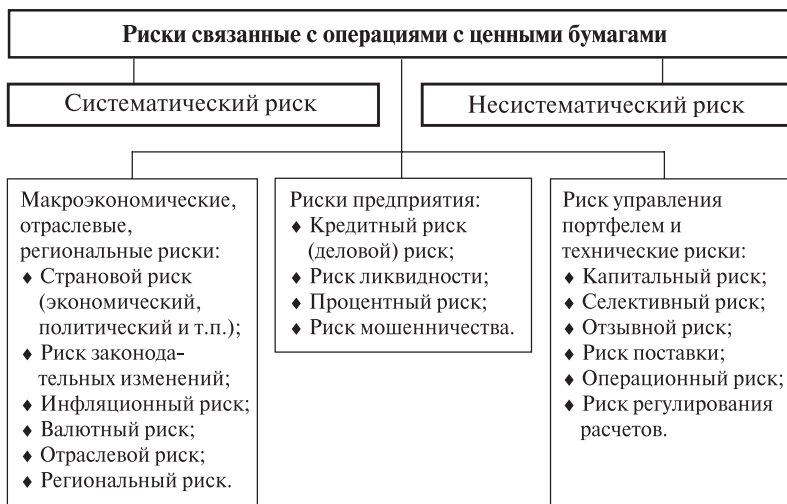 Риски связанные с операциями с ценными бумагами
Систематический риск
Несистематический риск
Макроэкономические,
отраслевые,
региональные риски:
♦ Страновой риск
(экономический,
политический и т.п.);
♦ Риск законода-
тельных изменений;
♦ Инфляционный риск;
♦ Валютный риск;
♦ Отраслевой риск;
♦ Региональный риск.
Риски предприятия:
♦ Кредитный риск
(деловой) риск;
♦ Риск ликвидности;
♦ Процентный риск;
♦ Риск мошенничества.
Риск управления
портфелем и
технические риски:
♦ Капитальный риск;
♦ Селективный риск;
♦ Отзывной риск;
♦ Риск поставки;
♦ Операционный риск;
♦ Риск регулирования
расчетов.